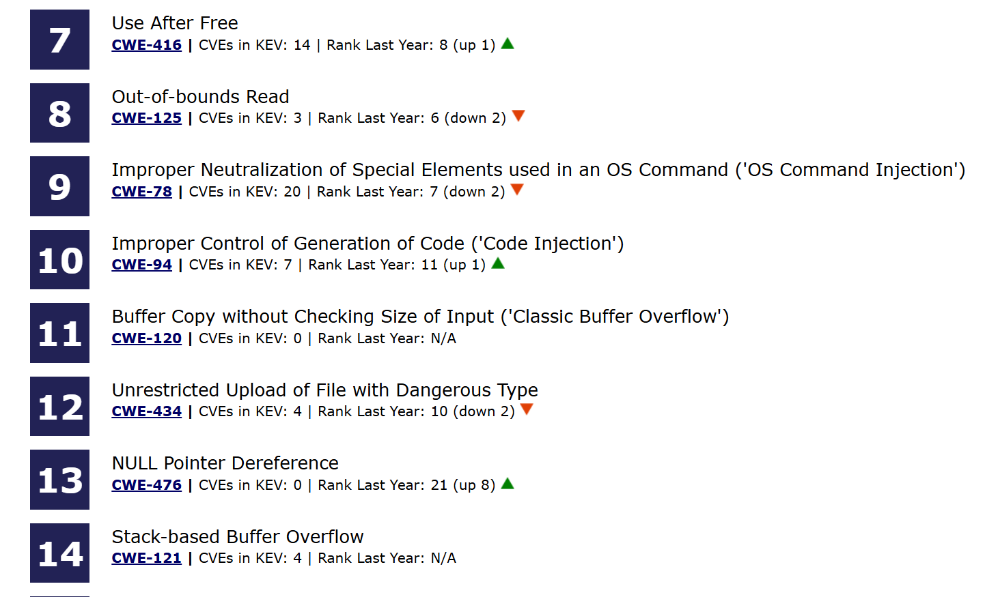 7
Use After Free
CWE-416 | CVEs in KEV: 14 | Rank Last Year: 8 (up 1)
8
Out-of-bounds Read
CWE-125 | CVEs in KEV: 3 | Rank Last Year: 6 (down 2)
9
Improper Neutralization of Special Elements used in an OS Command ('OS Command Injection')
CWE-78 | CVEs in KEV: 20 | Rank Last Year: 7 (down 2)
10
Improper Control of Generation of Code ('Code Injection')
CWE-94 | CVEs in KEV: 7 | Rank Last Year: 11 (up 1)
11
Buffer Copy without Checking Size of Input ('Classic Buffer Overflow')
CWE-120 | CVEs in KEV: 0 | Rank Last Year: N/A
12
Unrestricted Upload of File with Dangerous Type
CWE-434 | CVEs in KEV: 4 | Rank Last Year: 10 (down 2)
13
NULL Pointer Dereference
CWE-476 | CVEs in KEV: 0 | Rank Last Year: 21 (up 8)
14
Stack-based Buffer Overflow
CWE-121 | CVEs in KEV: 4 | Rank Last Year: N/A